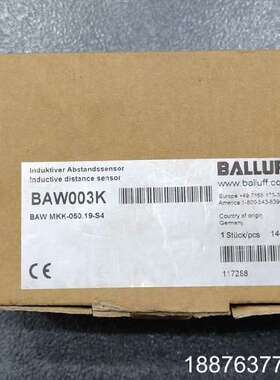 Induktiver Abstandssensor
Inductive distance sensor
BALLUFF
www.balluff.co
BAW003K
BAW MKK-050.19-S4
Country of origin
Germany
1 Stück/pcs
CE
117288
18876377